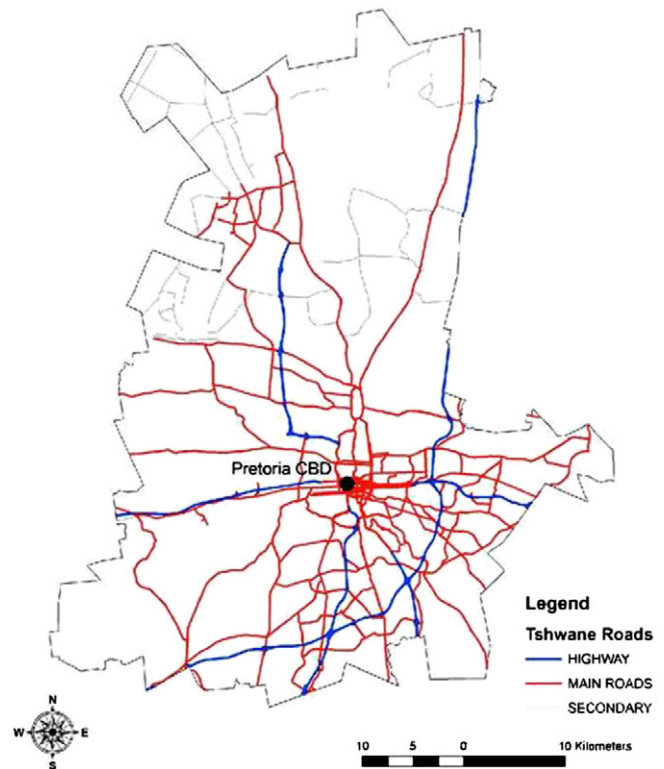 Pretoria CBD
Legend
Tshwane Roads
HIGHWAY
MAIN ROADS
SECONDARY
N
W E
S
10 5 0 10 Kilometers